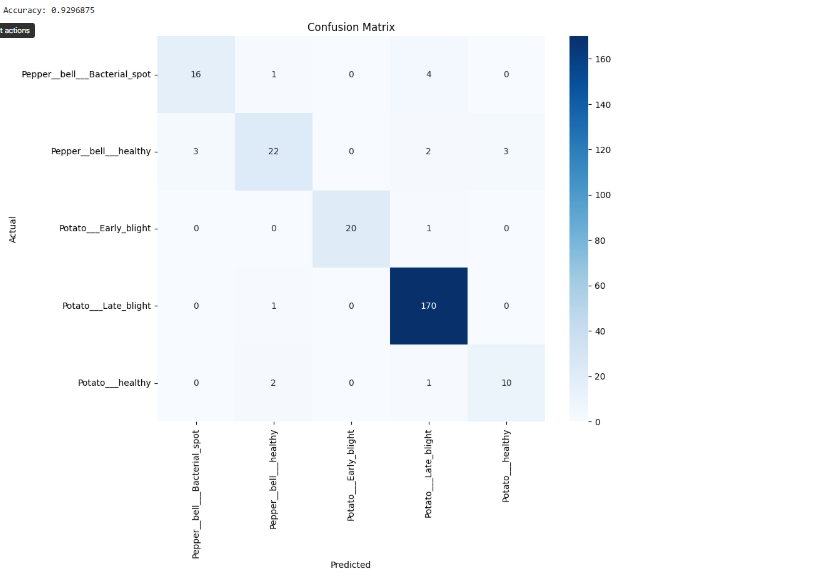 Accuracy: 0.9296875
t actions
Confusion Matrix
Pepper__bell___Bacterial_spot
16 1 0 4 0
Pepper__bell___healthy
3 22 0 2 3
Potato___Early_blight
0 0 20 1 0
Potato___Late_blight
0 1 0 170 0
Potato___healthy
0 2 0 1 10
Actual
160
140
120
100
80
60
40
20
0
Pepper__bell___Bacterial_spot
Pepper__bell___healthy
Potato___Early_blight
Potato___Late_blight
Potato___healthy
Predicted